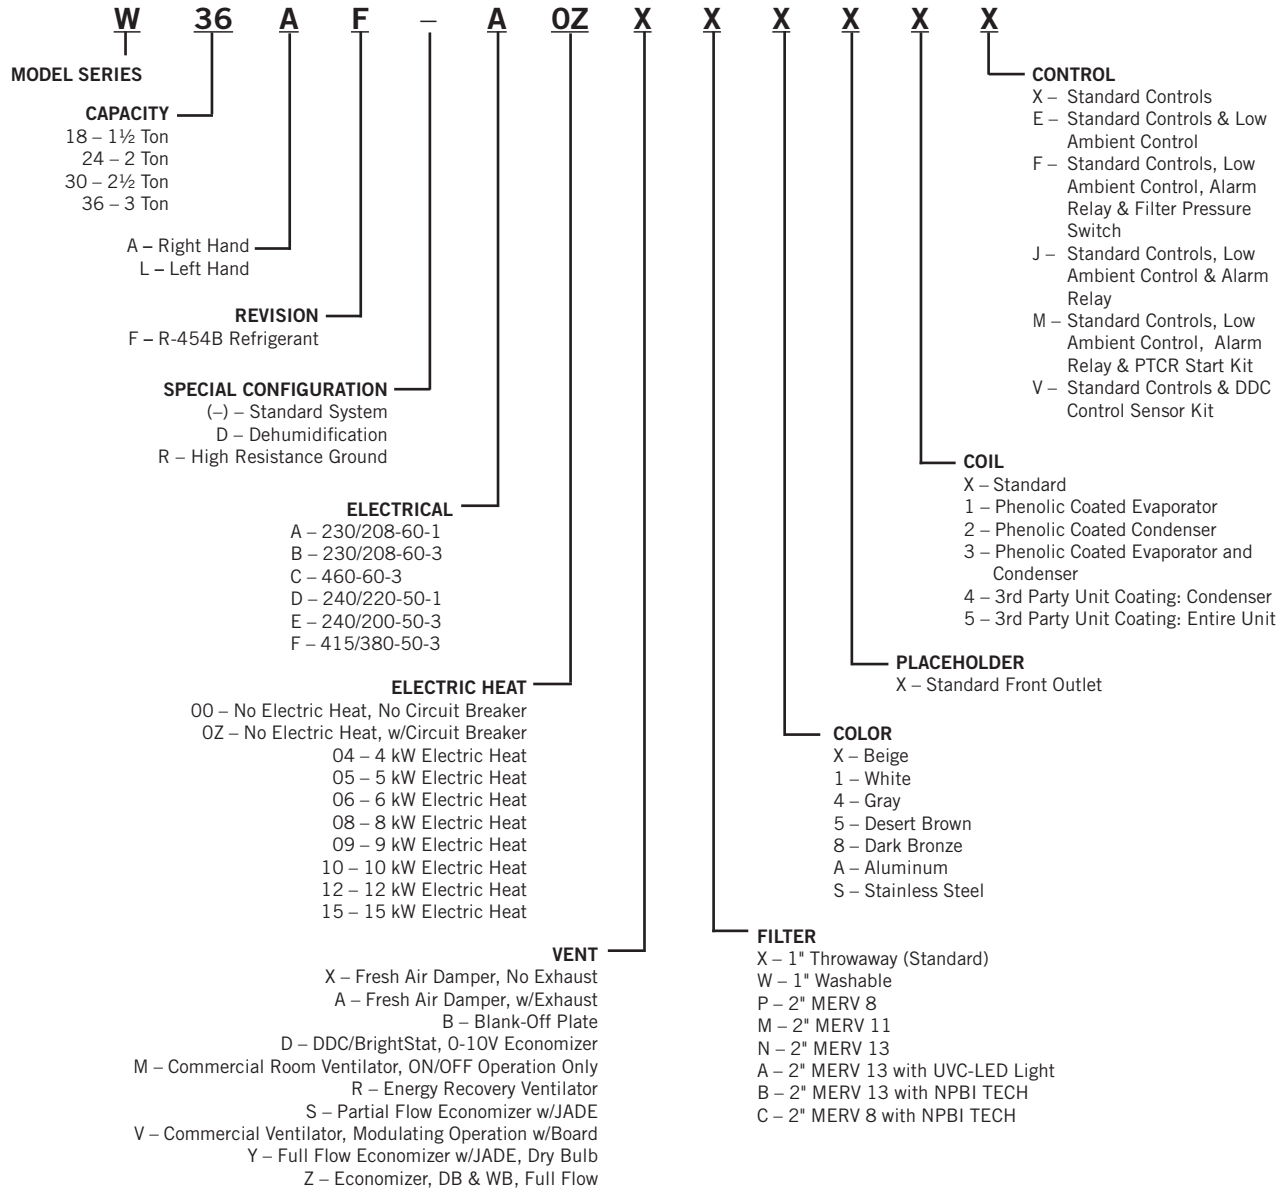 W 36 A F – A 0Z X X X X X X
MODEL SERIES
CAPACITY
18 – 1½ Ton
24 – 2 Ton
30 – 2½ Ton
36 – 3 Ton
A – Right Hand
L – Left Hand
REVISION
F – R-454B Refrigerant
SPECIAL CONFIGURATION
(–) – Standard System
D – Dehumidification
R – High Resistance Ground
ELECTRICAL
A – 230/208-60-1
B – 230/208-60-3
C – 460-60-3
D – 240/220-50-1
E – 240/200-50-3
F – 415/380-50-3
ELECTRIC HEAT
00 – No Electric Heat, No Circuit Breaker
0Z – No Electric Heat, w/Circuit Breaker
04 – 4 kW Electric Heat
05 – 5 kW Electric Heat
06 – 6 kW Electric Heat
08 – 8 kW Electric Heat
09 – 9 kW Electric Heat
10 – 10 kW Electric Heat
12 – 12 kW Electric Heat
15 – 15 kW Electric Heat
VENT
X – Fresh Air Damper, No Exhaust
A – Fresh Air Damper, w/Exhaust
B – Blank-Off Plate
D – DDC/BrightStat, 0-10V Economizer
M – Commercial Room Ventilator, ON/OFF Operation Only
R – Energy Recovery Ventilator
S – Partial Flow Economizer w/JADE
V – Commercial Ventilator, Modulating Operation w/Board
Y – Full Flow Economizer w/JADE, Dry Bulb
Z – Economizer, DB & WB, Full Flow
CONTROL
X – Standard Controls
E – Standard Controls & Low
Ambient Control
F – Standard Controls, Low
Ambient Control, Alarm
Relay & Filter Pressure
Switch
J – Standard Controls, Low
Ambient Control & Alarm
Relay
M – Standard Controls, Low
Ambient Control, Alarm
Relay & PTCR Start Kit
V – Standard Controls & DDC
Control Sensor Kit
COIL
X – Standard
1 – Phenolic Coated Evaporator
2 – Phenolic Coated Condenser
3 – Phenolic Coated Evaporator and
Condenser
4 – 3rd Party Unit Coating: Condenser
5 – 3rd Party Unit Coating: Entire Unit
PLACEHOLDER
X – Standard Front Outlet
COLOR
X – Beige
1 – White
4 – Gray
5 – Desert Brown
8 – Dark Bronze
A – Aluminum
S – Stainless Steel
FILTER
X – 1" Throwaway (Standard)
W – 1" Washable
P – 2" MERV 8
M – 2" MERV 11
N – 2" MERV 13
A – 2" MERV 13 with UVC-LED Light
B – 2" MERV 13 with NPBI TECH
C – 2" MERV 8 with NPBI TECH